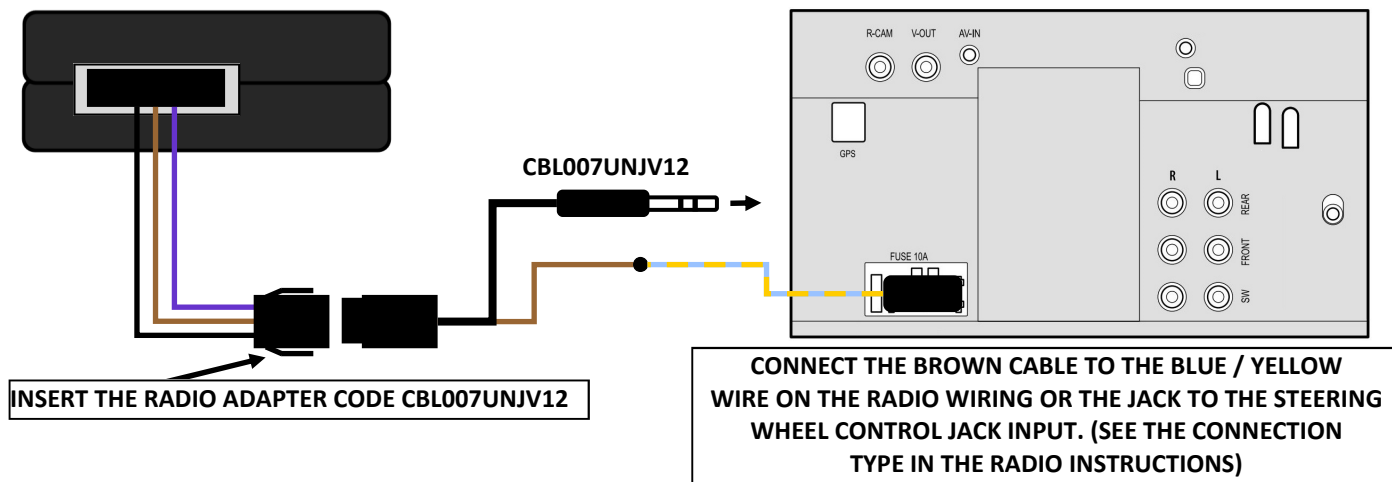 R-CAM V-OUT AV-IN
GPS
CBL007UNJV12
R L
REAR
FRONT
SW
FUSE 10A
INSERT THE RADIO ADAPTER CODE CBL007UNJV12
CONNECT THE BROWN CABLE TO THE BLUE / YELLOW
WIRE ON THE RADIO WIRING OR THE JACK TO THE STEERING
WHEEL CONTROL JACK INPUT. (SEE THE CONNECTION
TYPE IN THE RADIO INSTRUCTIONS)